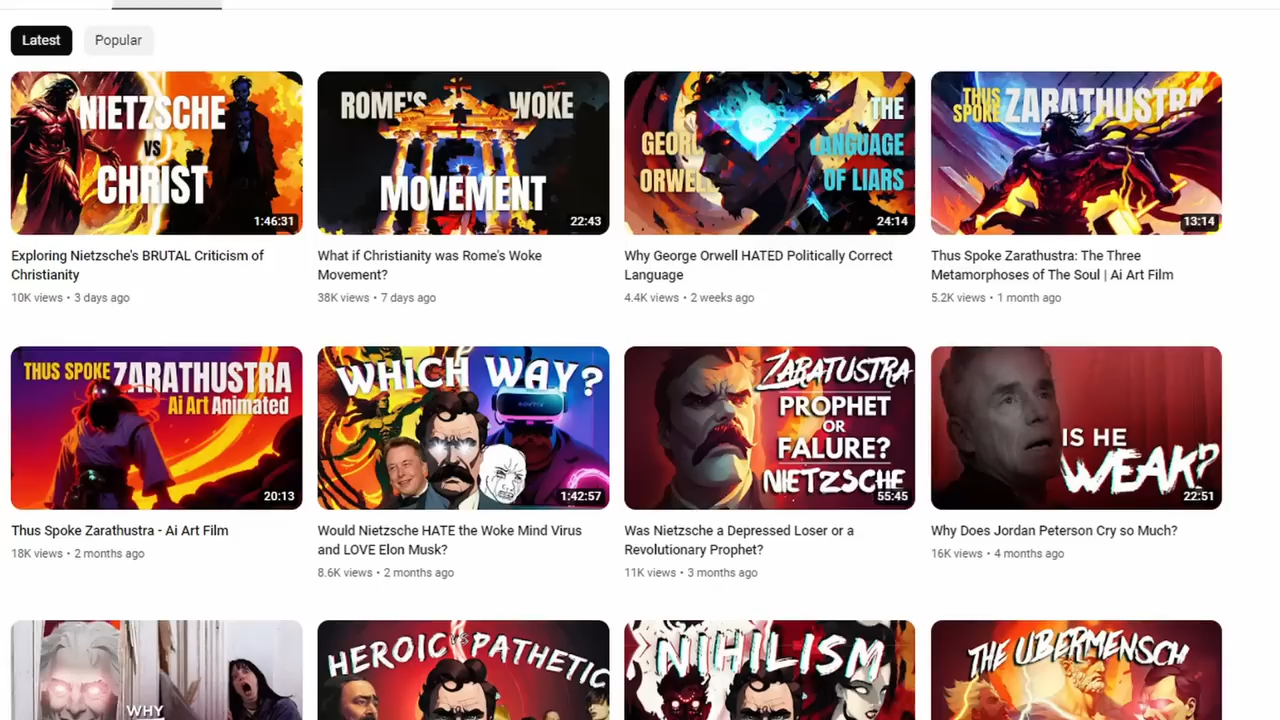 Latest
Popular
NIETZSCHE
VS
CHRIST
1:46:31
ROME'S WOKE
MOVEMENT
22:43
GEORGE
ORWELL
THE
LANGUAGE
OF LIARS
24:14
THUS
SPOKE
ZARATHUSTRA
13:14
Exploring Nietzsche's BRUTAL Criticism of
Christianity
10K views • 3 days ago
What if Christianity was Rome's Woke
Movement?
38K views • 7 days ago
Why George Orwell HATED Politically Correct
Language
4.4K views • 2 weeks ago
Thus Spoke Zarathustra: The Three
Metamorphoses of The Soul | Ai Art Film
5.2K views • 1 month ago
THUS SPOKE ZARATHUSTRA
Ai Art Animated
20:13
WHICH WAY?
1:42:57
ZARATUSTRA
PROPHET
OR
FALURE?
NIETZSCHE
55:45
IS HE
WEAK?
22:51
Thus Spoke Zarathustra - Ai Art Film
18K views • 2 months ago
Would Nietzsche HATE the Woke Mind Virus
and LOVE Elon Musk?
8.6K views • 2 months ago
Was Nietzsche a Depressed Loser or a
Revolutionary Prophet?
11K views • 3 months ago
Why Does Jordan Peterson Cry so Much?
16K views • 4 months ago
WHY
HEROIC VS PATHETIC
NIHILISM
THE UBERMENSCH